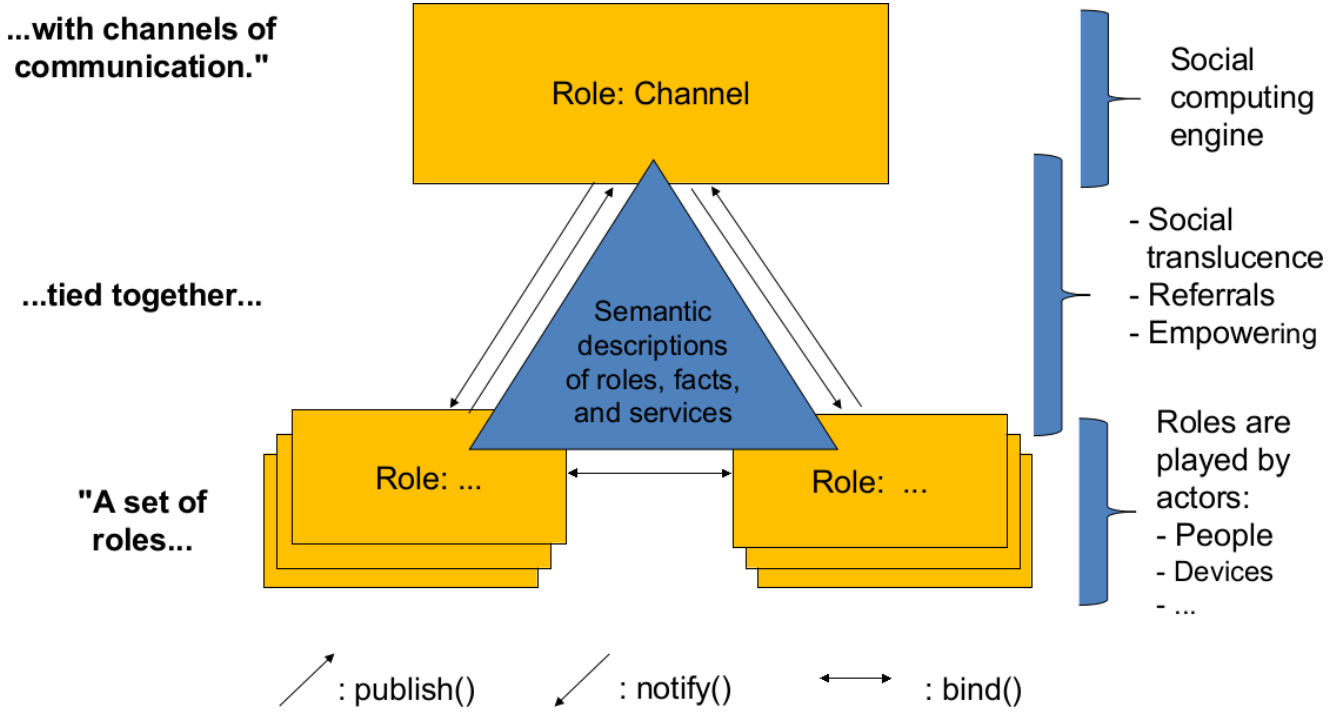 ...with channels of
communication."
Role: Channel
Social
computing
engine
...tied together...
Semantic
descriptions
of roles, facts,
and services
- Social
translucence
- Referrals
- Empowering
"A set of
roles...
Role: ...
Role:  ...
Roles are
played by
actors:
- People
- Devices
- ...
: publish()
: notify()
: bind()